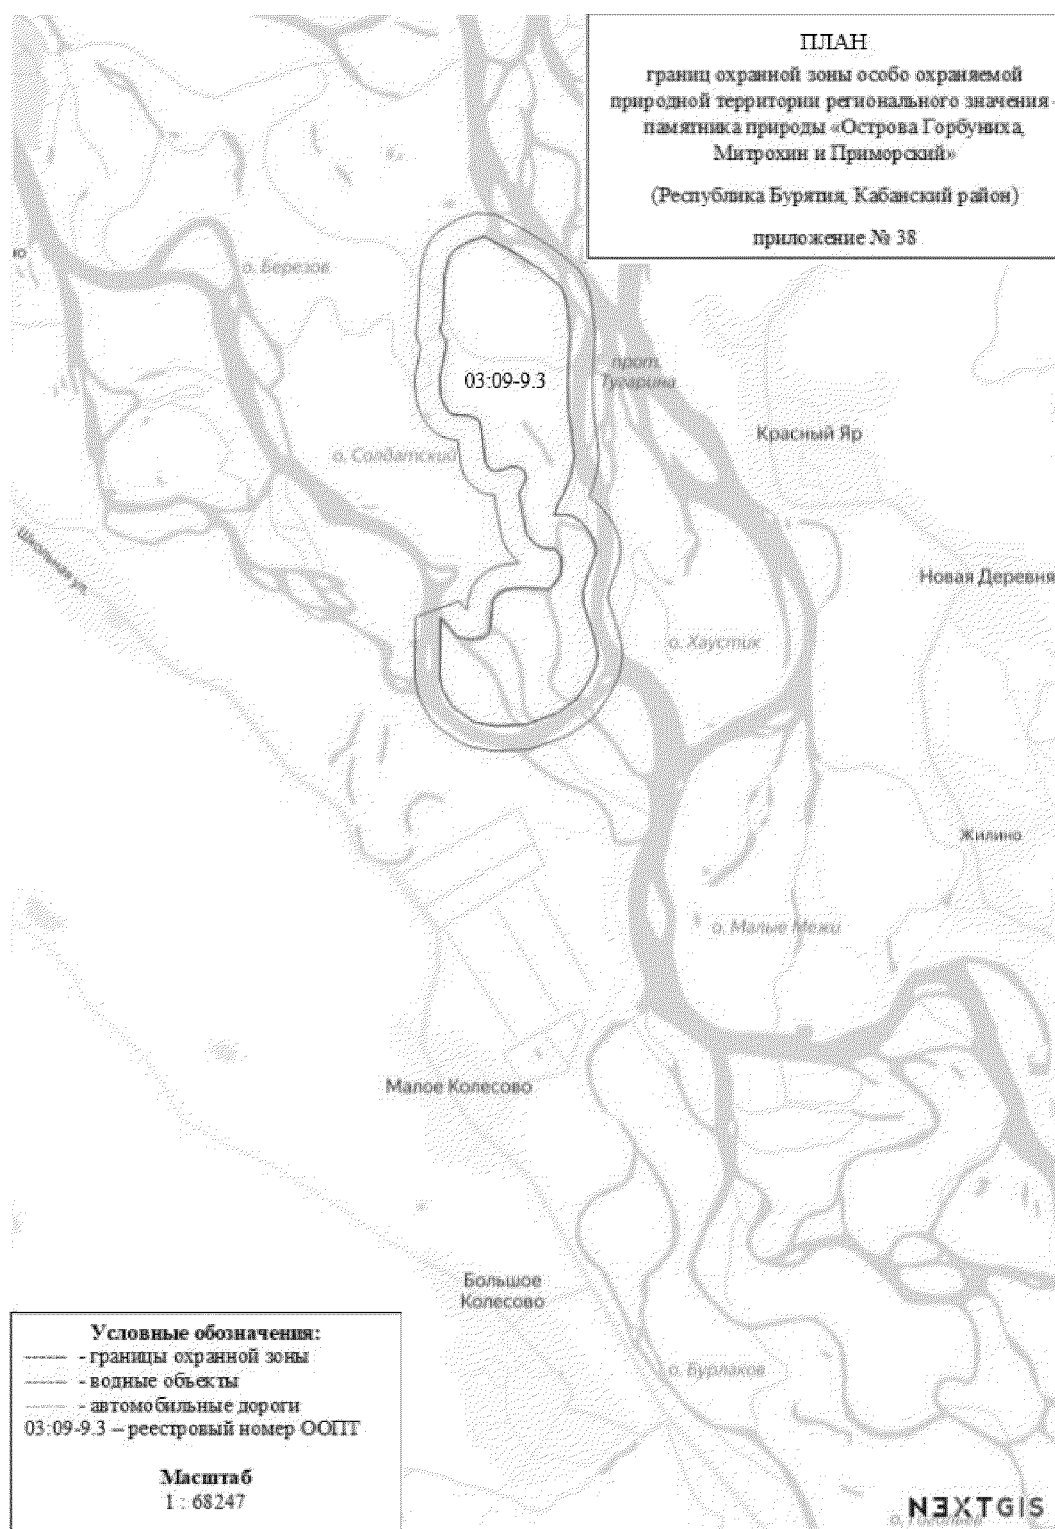 ПЛАН
границ охранной зоны особо охраняемой
природной территории регионального значения -
памятника природы «Острова Горбуниха,
Митрохин и Приморский»
(Республика Бурятия, Кабанский район)
приложение № 38
о. Березов
прот.
Тугарина
03:09-9.3
Красный Яр
о. Солдатский
Школьная ул.
Новая Деревня
о. Хаустик
Жилино
о. Малые Межи
Малое Колесово
Большое
Колесово
о. Бурлаков
Условные обозначения:
- границы охранной зоны
- водные объекты
- автомобильные дороги
03:09-9.3 – реестровый номер ООПТ
Масштаб
1 : 68247
NEXTGIS